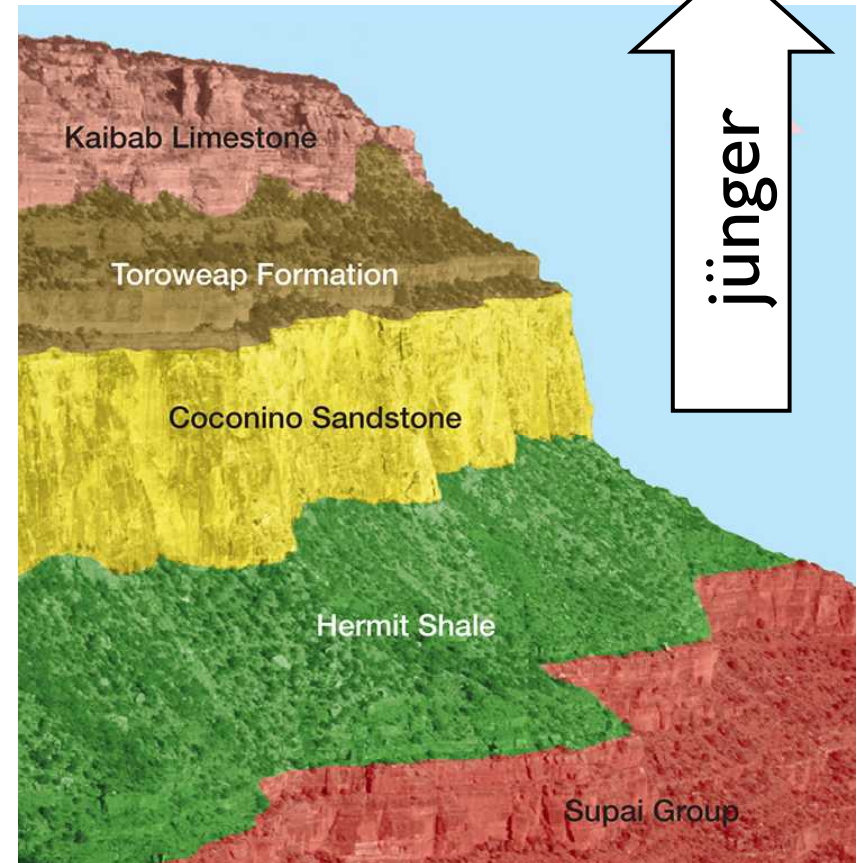 Kaibab Limestone
Toroweap Formation
Coconino Sandstone
Hermit Shale
Supai Group
jünger